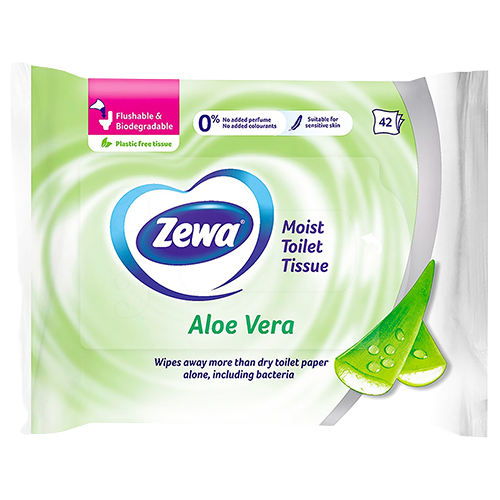 Flushable &
Biodegradable
Plastic free tissue
0%
No added perfume
No added colourants
Suitable for
sensitive skin
42
Zewa®
Moist
Toilet
Tissue
Aloe Vera
Wipes away more than dry toilet paper
alone, including bacteria